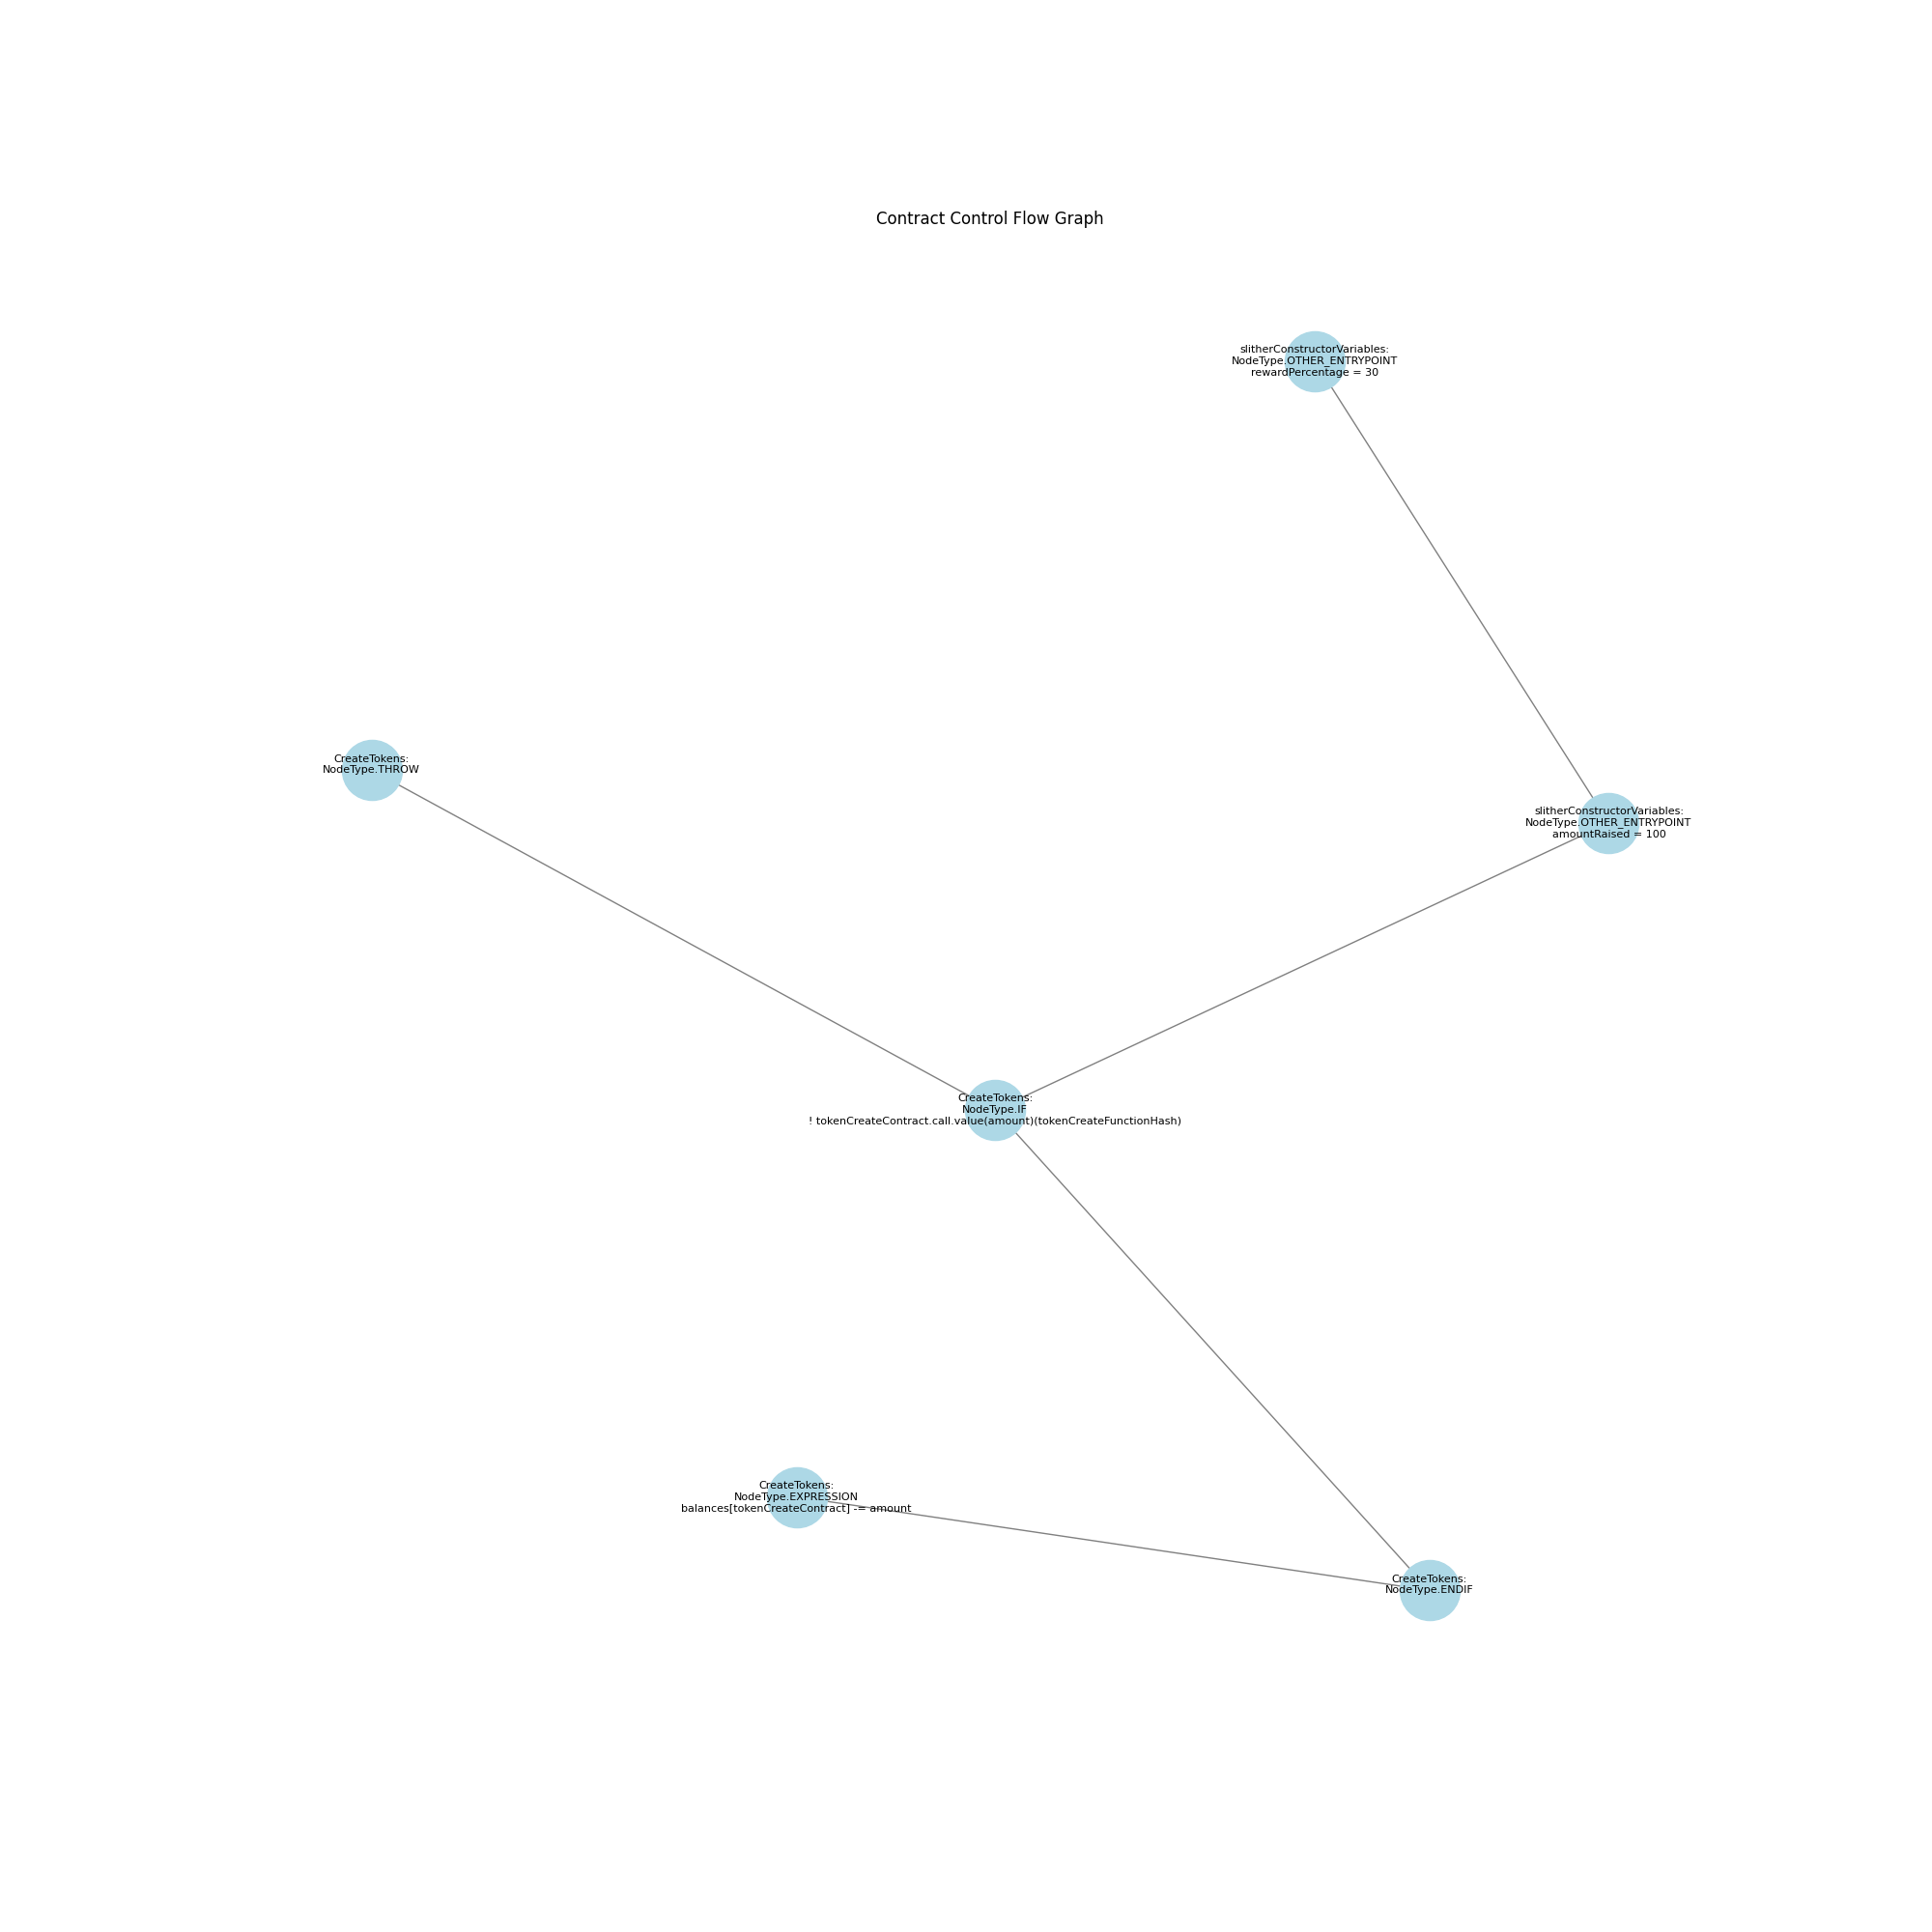 Contract Control Flow Graph
slitherConstructorVariables:
NodeType.OTHER_ENTRYPOINT
rewardPercentage = 30
CreateTokens:
NodeType.THROW
slitherConstructorVariables:
NodeType.OTHER_ENTRYPOINT
amountRaised = 100
CreateTokens:
NodeType.IF
! tokenCreateContract.call.value(amount)(tokenCreateFunctionHash)
CreateTokens:
NodeType.EXPRESSION
balances[tokenCreateContract] -= amount
CreateTokens:
NodeType.ENDIF